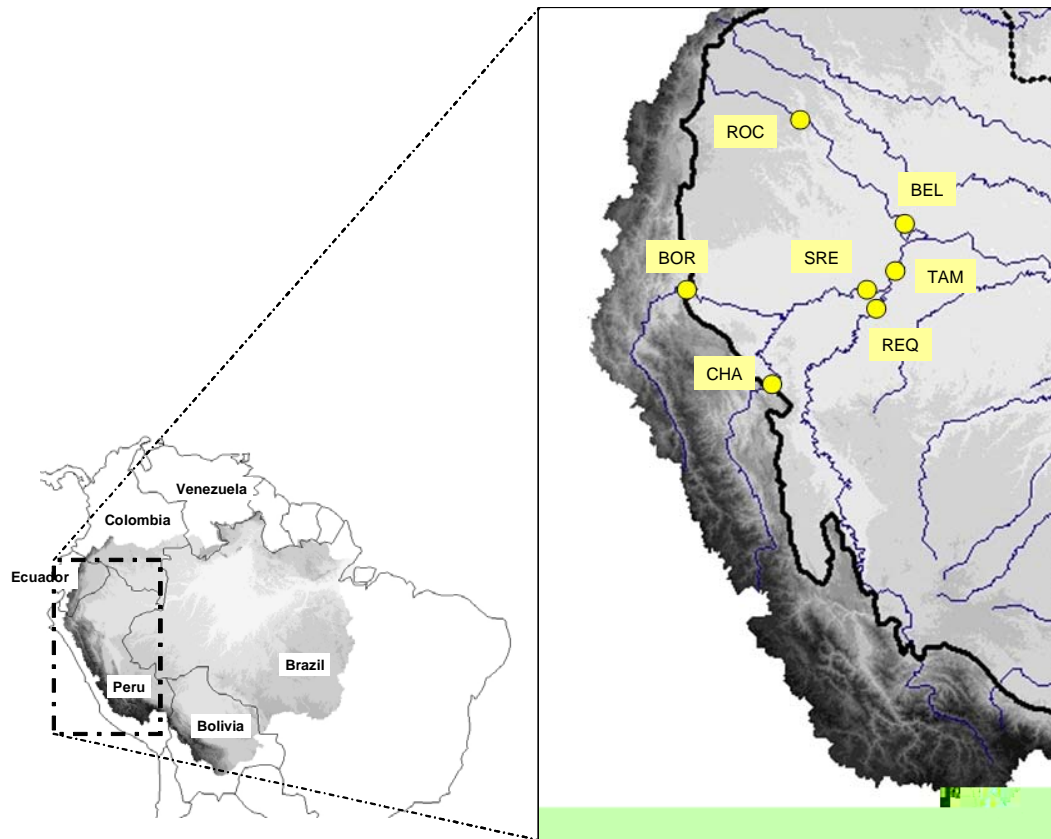 ROC
BEL
BOR
SRE
TAM
REQ
CHA
Venezuela
Colombia
Ecuador
Brazil
Peru
Bolivia